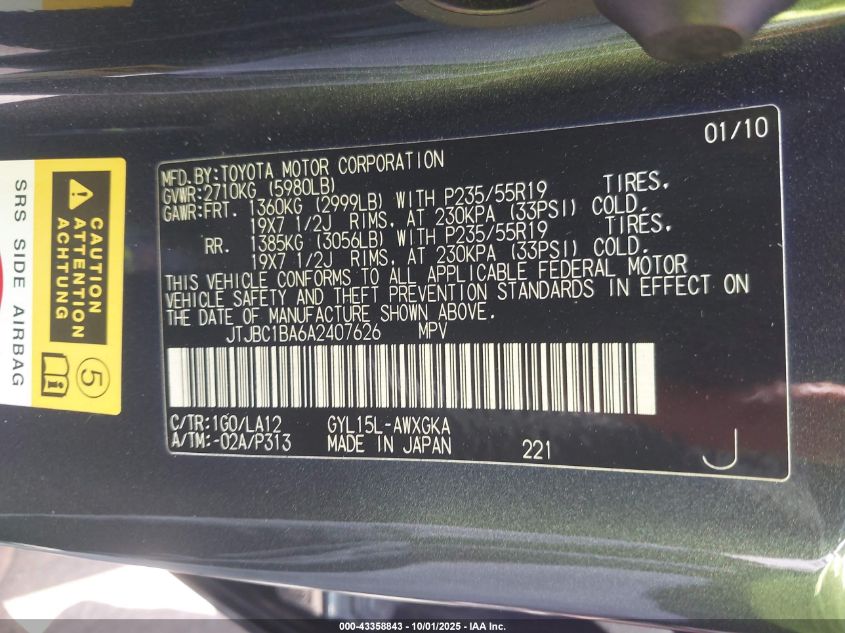 01/10
MFD.BY:TOYOTA MOTOR CORPORATION
GVWR:2710KG (5980LB)
GAWR:FRT. 1360KG (2999LB) WITH P235/55R19 TIRES,
19X7 1/2J RIMS, AT 230KPA (33PSI) COLD.
RR. 1385KG (3056LB) WITH P235/55R19 TIRES,
19X7 1/2J RIMS, AT 230KPA (33PSI) COLD.
THIS VEHICLE CONFORMS TO ALL APPLICABLE FEDERAL MOTOR
VEHICLE SAFETY AND THEFT PREVENTION STANDARDS IN EFFECT ON
THE DATE OF MANUFACTURE SHOWN ABOVE.
JTJBC1BA6A2407626 MPV
C/TR:1G0/LA12 GYL15L-AWXGKA
A/TM:-02A/P313 MADE IN JAPAN 221 J
SRS SIDE AIRBAG
CAUTION
ATTENTION
ACHTUNG
5
000-43358843 - 10/01/2025 - IAA Inc.